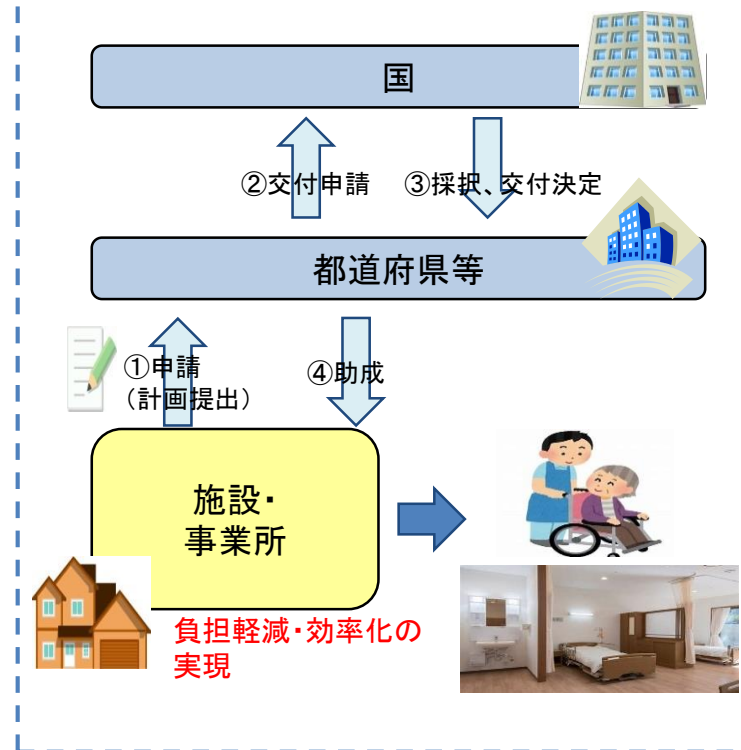 国
②交付申請
③採択、交付決定
都道府県等
①申請
（計画提出）
④助成
施設・
事業所
負担軽減・効率化の
実現